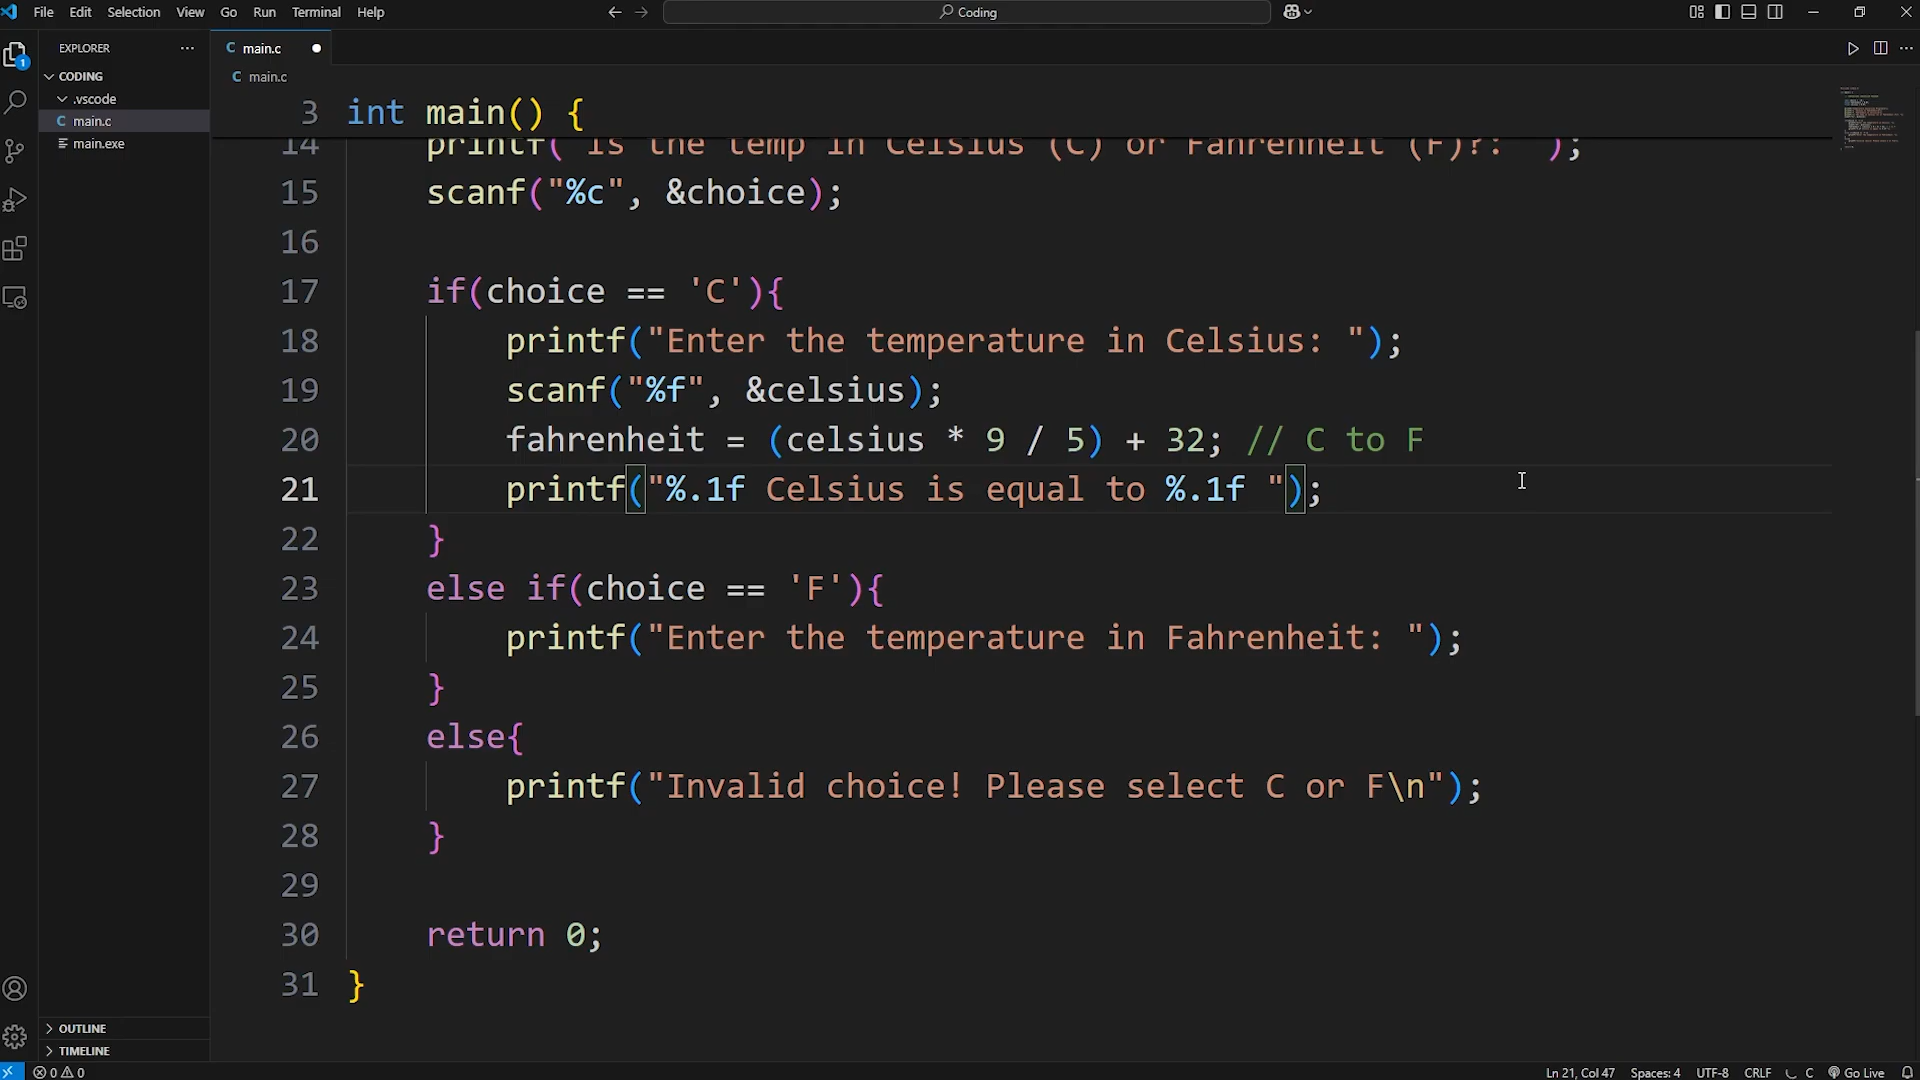 File Edit Selection View Go Run Terminal Help
Coding
EXPLORER
CODING
.vscode
C main.c
main.exe
OUTLINE
TIMELINE
1
C main.c
C main.c
3 int main() {
14 printf("Is the temp in Celsius (C) or Fahrenheit (F)?: ");
15 scanf("%c", &choice);
16
17 if(choice == 'C'){
18 printf("Enter the temperature in Celsius: ");
19 scanf("%f", &celsius);
20 fahrenheit = (celsius * 9 / 5) + 32; // C to F
21 printf("%.1f Celsius is equal to %.1f ");
22 }
23 else if(choice == 'F'){
24 printf("Enter the temperature in Fahrenheit: ");
25 }
26 else{
27 printf("Invalid choice! Please select C or F\n");
28 }
29
30 return 0;
31 }
0 0
Ln 21, Col 47 Spaces: 4 UTF-8 CRLF C Go Live